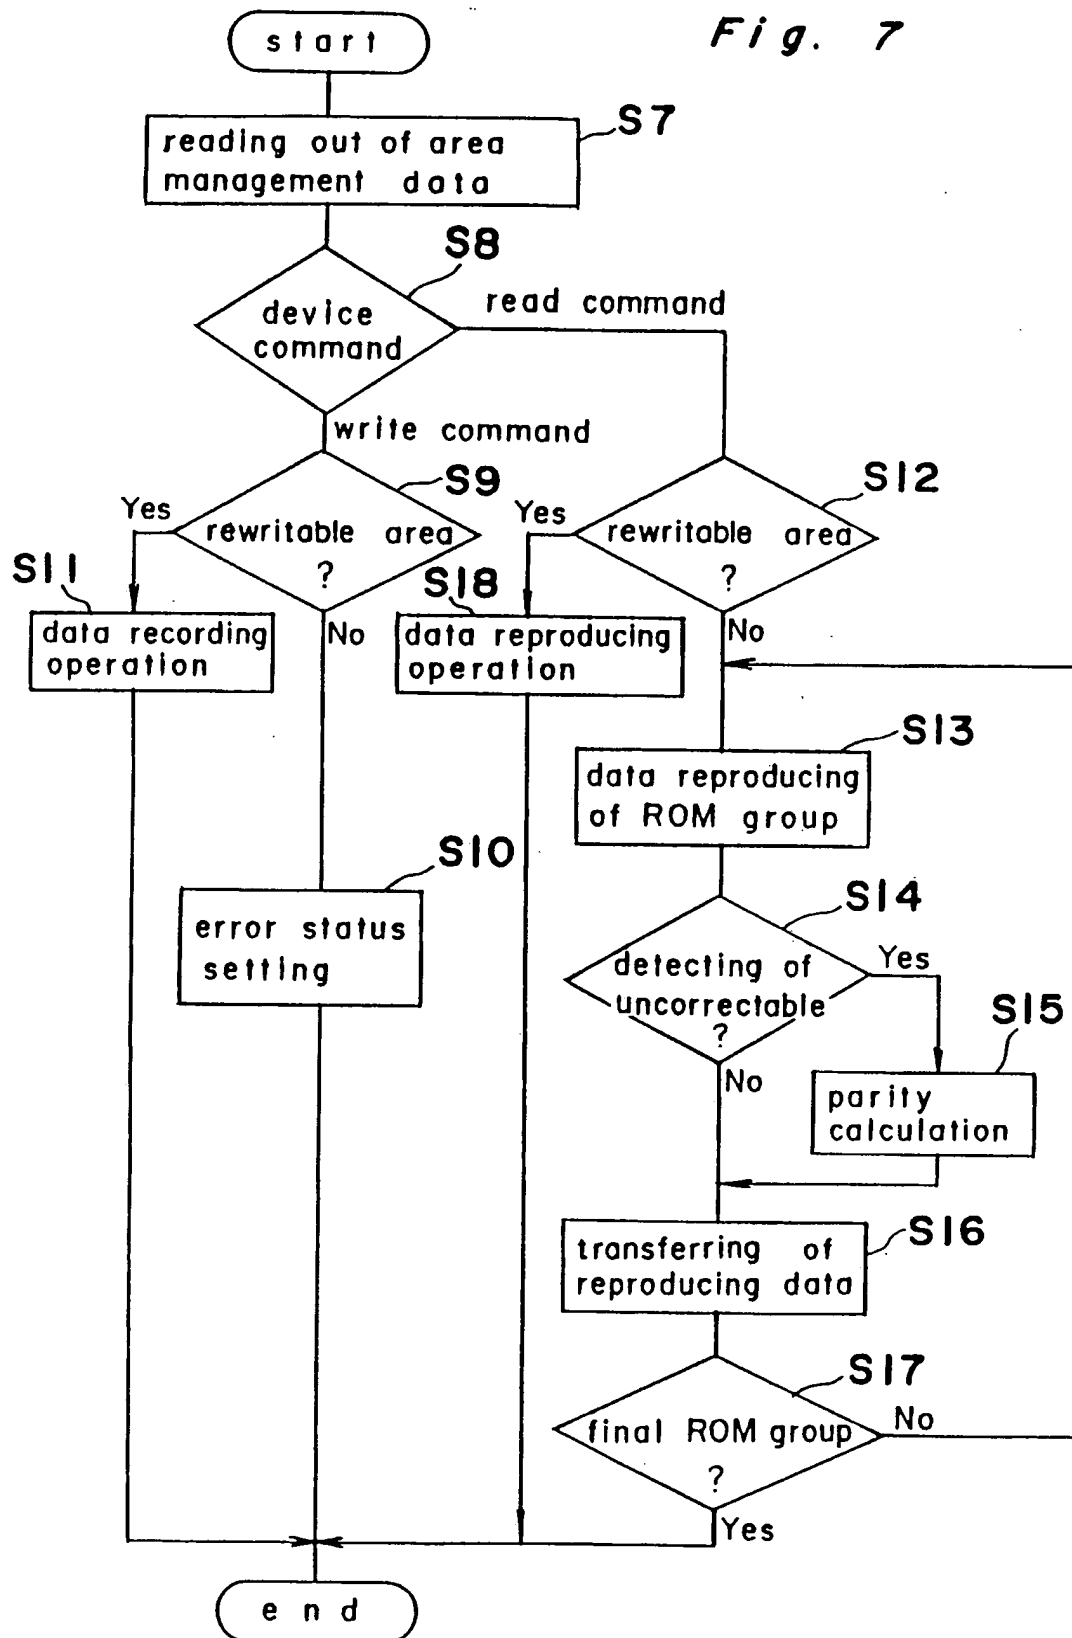 Fig. 7
start
S7
reading out of area
management data
S8
device
command
read command
write command
S9
Yes
rewritable area
?
No
S12
Yes
rewritable area
?
No
S11
data recording
operation
S18
data reproducing
operation
S13
data reproducing
of ROM group
S10
error status
setting
S14
detecting of
uncorrectable
?
Yes
No
S15
parity
calculation
S16
transferring of
reproducing data
S17
final ROM group
?
No
Yes
end